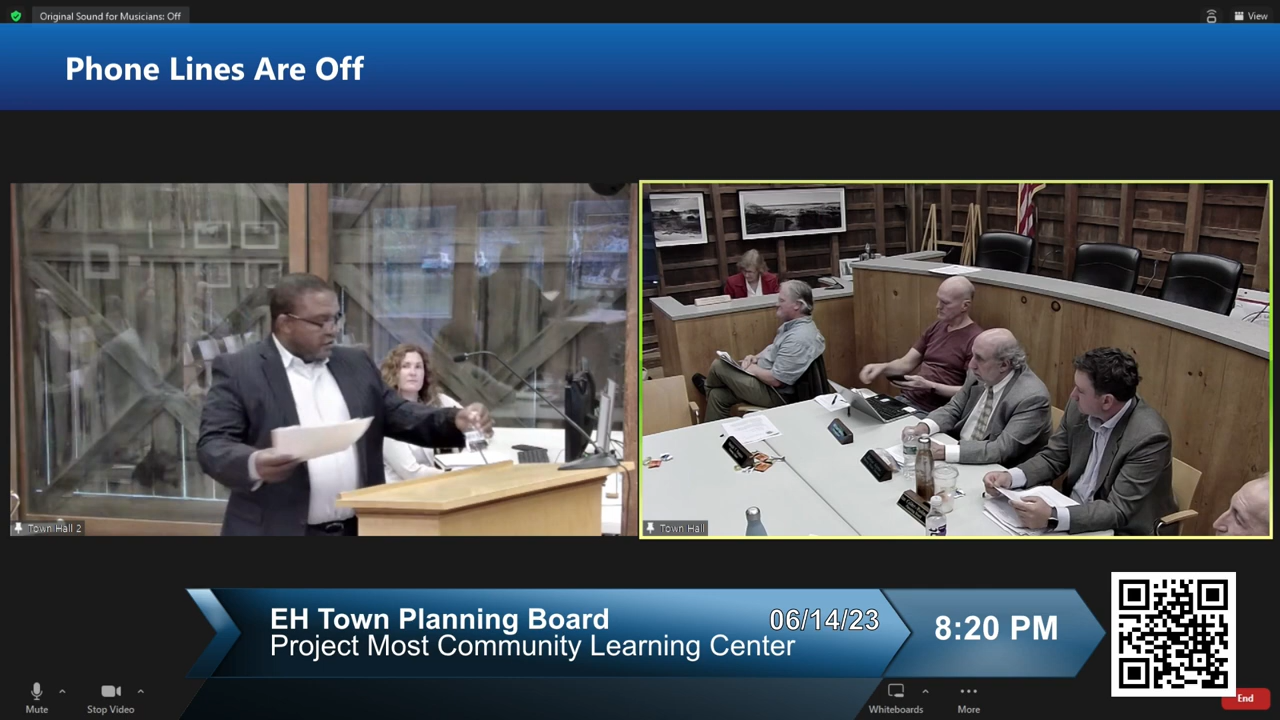 Original Sound for Musicians: Off
View
Phone Lines Are Off
Town Hall 2
Town Hall
EH Town Planning Board
06/14/23
8:20 PM
Project Most Community Learning Center
Mute
Stop Video
Whiteboards
More
End